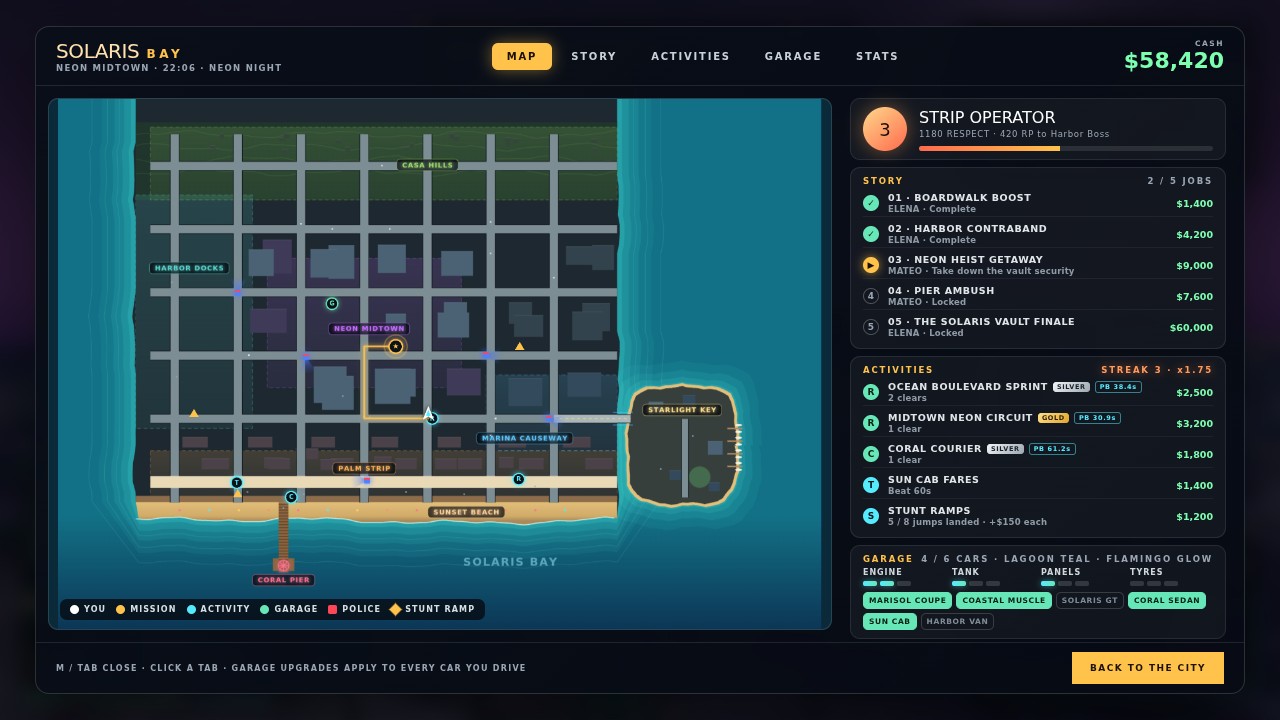 SOLARIS BAY
NEON MIDTOWN · 22:06 · NEON NIGHT
MAP STORY ACTIVITIES GARAGE STATS
CASH
$58,420
CASA HILLS
HARBOR DOCKS
G
NEON MIDTOWN
STARLIGHT KEY
MARINA CAUSEWAY
PALM STRIP
T
C
R
SUNSET BEACH
SOLARIS BAY
CORAL PIER
YOU MISSION ACTIVITY GARAGE POLICE STUNT RAMP
3
STRIP OPERATOR
1180 RESPECT · 420 RP to Harbor Boss
STORY 2 / 5 JOBS
✓ 01 · BOARDWALK BOOST $1,400
ELENA · Complete
✓ 02 · HARBOR CONTRABAND $4,200
ELENA · Complete
▶ 03 · NEON HEIST GETAWAY $9,000
MATEO · Take down the vault security
4 04 · PIER AMBUSH $7,600
MATEO · Locked
5 05 · THE SOLARIS VAULT FINALE $60,000
ELENA · Locked
ACTIVITIES STREAK 3 · x1.75
R OCEAN BOULEVARD SPRINT SILVER PB 38.4s $2,500
2 clears
R MIDTOWN NEON CIRCUIT GOLD PB 30.9s $3,200
1 clear
C CORAL COURIER SILVER PB 61.2s $1,800
1 clear
T SUN CAB FARES $1,400
Beat 60s
S STUNT RAMPS $1,200
5 / 8 jumps landed · +$150 each
GARAGE 4 / 6 CARS · LAGOON TEAL · FLAMINGO GLOW
ENGINE TANK PANELS TYRES
MARISOL COUPE COASTAL MUSCLE SOLARIS GT CORAL SEDAN
SUN CAB HARBOR VAN
M / TAB CLOSE · CLICK A TAB · GARAGE UPGRADES APPLY TO EVERY CAR YOU DRIVE
BACK TO THE CITY